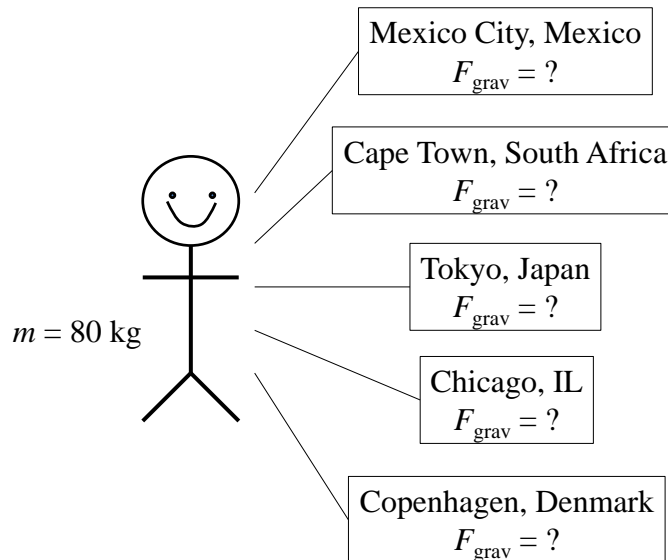 Mexico City, Mexico
F_grav = ?
Cape Town, South Africa
F_grav = ?
Tokyo, Japan
F_grav = ?
m = 80 kg
Chicago, IL
F_grav = ?
Copenhagen, Denmark
F_grav = ?